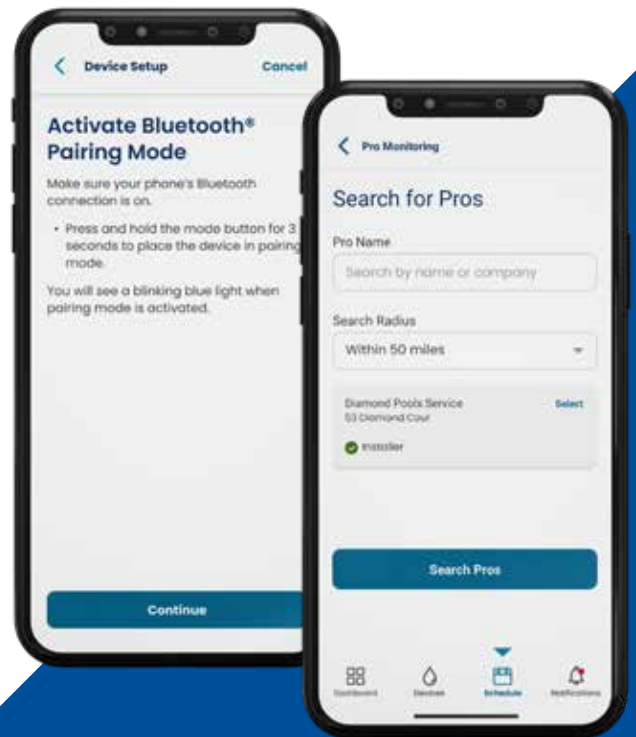 Device Setup
Cancel
Activate Bluetooth®
Pairing Mode
Make sure your phone's Bluetooth
connection is on.
• Press and hold the mode button for 3
seconds to place the device in pairing
mode.
You will see a blinking blue light when
pairing mode is activated.
Continue
Pro Monitoring
Search for Pros
Pro Name
Search by name or company
Search Radius
Within 50 miles
Diamond Pools Service
Select
53 Diamond Cour
Installer
Search Pros
Dashboard
Devices
Schedule
Notifications